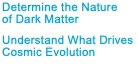 Determine the Nature
of Dark Matter
Understand What Drives
Cosmic Evolution